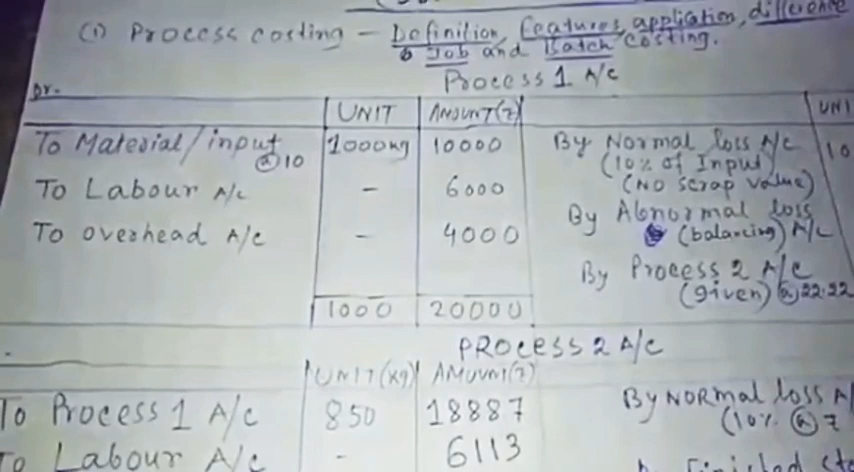 (1) Process costing - Definition, Features, application, difference
Job and Batch costing.
Process 1 A/c
Dr.
UNIT AMOUNT(₹) UNI
To Material/input @10 1000kg 10000 By Normal loss A/c 10
(10% of Input)
(NO scrap value)
To Labour A/c - 6000
By Abnormal loss A/c
(balancing)
To overhead A/c - 4000
By Process 2 A/c
(given) @22.22
1000 20000
PROCESS 2 A/c
UNIT(kg) AMOUNT(₹)
To Process 1 A/c 850 18887 By NORMAL loss A/
(10% @7
To Labour A/c - 6113